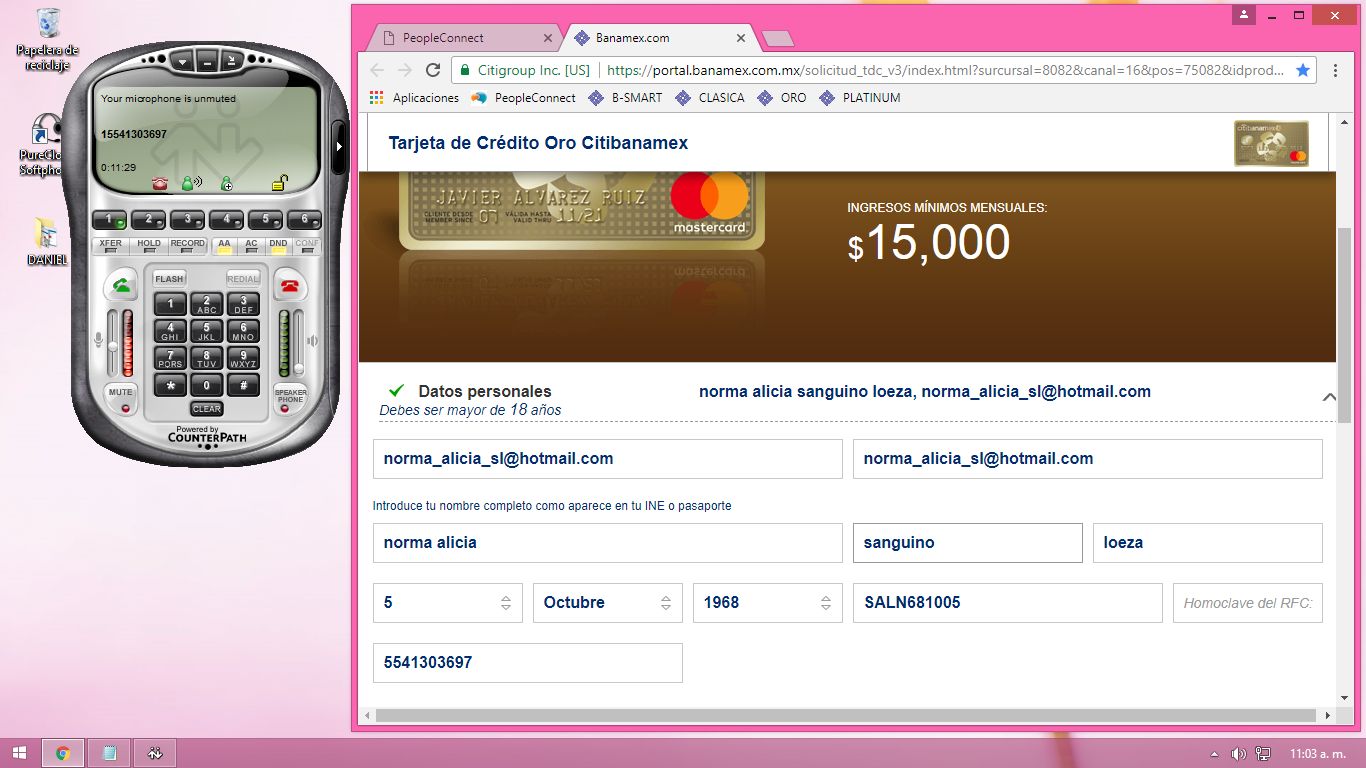 Papelera de
reciclaje
DANIEL
Your microphone is unmuted
15541303697
0:11:29
1 2 3 4 5 6
XFER HOLD RECORD AA AC DND CONF
FLASH REDIAL
1 2 ABC 3 DEF
4 GHI 5 JKL 6 MNO
7 PQRS 8 TUV 9 WXYZ
* 0 #
MUTE CLEAR SPEAKER PHONE
Powered by
COUNTERPATH
PeopleConnect Banamex.com
Citigroup Inc. [US] https://portal.banamex.com.mx/solicitud_tdc_v3/index.html?surcursal=8082&canal=16&pos=75082&idprod...
Aplicaciones PeopleConnect B-SMART CLASICA ORO PLATINUM
Tarjeta de Crédito Oro Citibanamex
JAVIER ALVAREZ RUIZ
CLIENTE DESDE
MEMBER SINCE 07 VÁLIDA HASTA
VALID THRU 11/21
mastercard
INGRESOS MÍNIMOS MENSUALES:
$15,000
Datos personales norma alicia sanguino loeza, norma_alicia_sl@hotmail.com
Debes ser mayor de 18 años
norma_alicia_sl@hotmail.com norma_alicia_sl@hotmail.com
Introduce tu nombre completo como aparece en tu INE o pasaporte
norma alicia sanguino loeza
5 Octubre 1968 SALN681005 Homoclave del RFC:
5541303697
11:03 a. m.